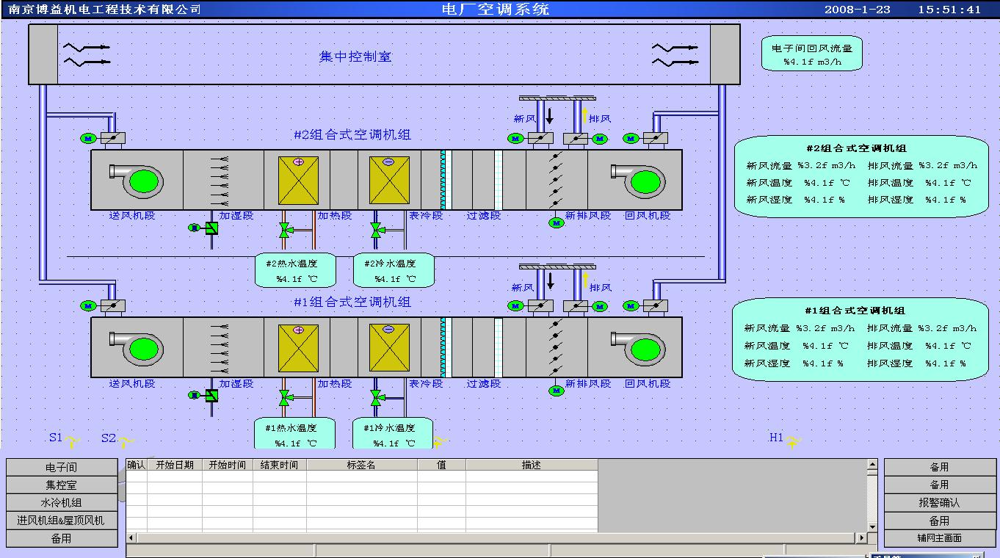 南京博益机电工程技术有限公司 电厂空调系统 2008-1-23 15:51:41
集中控制室
电子间回风流量
%4.1f m3/h
新风 排风
M M M M
#2组合式空调机组
#2组合式空调机组
新风流量 %3.2f m3/h 排风流量 %3.2f m3/h
新风温度 %4.1f ℃ 排风温度 %4.1f ℃
新风湿度 %4.1f % 排风湿度 %4.1f %
送风机段 加湿段 加热段 表冷段 过滤段 新排风段 回风机段
M
#2热水温度 #2冷水温度
%4.1f ℃ %4.1f ℃
新风 排风
M M M M
#1组合式空调机组
#1组合式空调机组
新风流量 %3.2f m3/h 排风流量 %3.2f m3/h
新风温度 %4.1f ℃ 排风温度 %4.1f ℃
新风湿度 %4.1f % 排风湿度 %4.1f %
送风机段 加湿段 加热段 表冷段 过滤段 新排风段 回风机段
M
#1热水温度 #1冷水温度
%4.1f ℃ %4.1f ℃
S1 S2 H1
电子间
集控室
水冷机组
进风机组&屋顶风机
备用
确认 开始日期 开始时间 结束时间 标签名 值 描述
备用
备用
报警确认
备用
辅网主画面